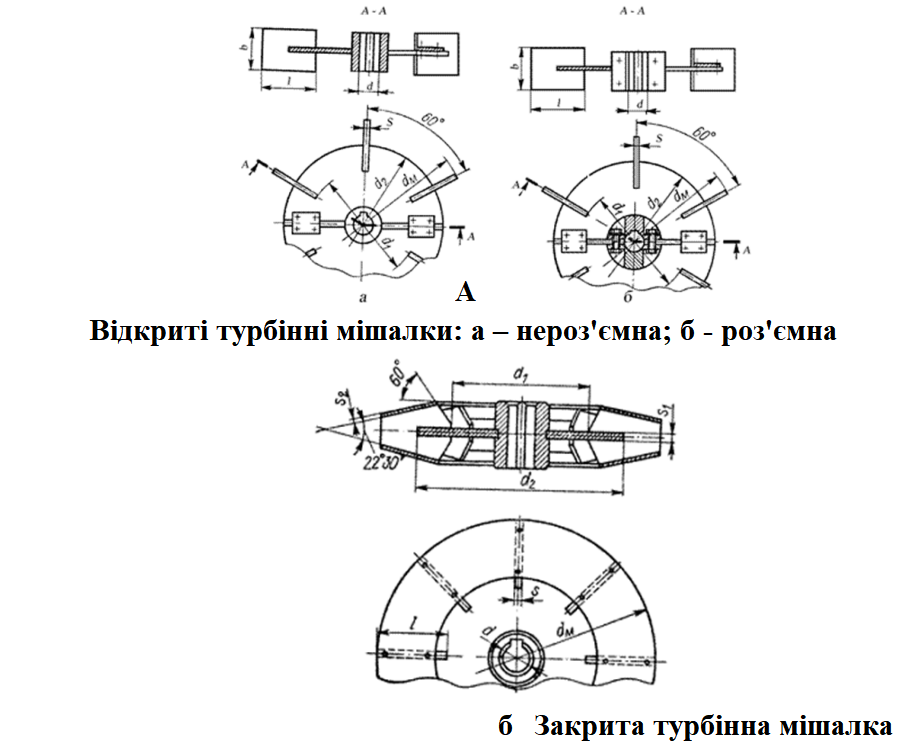 А - А
А - А
b
l
d
b
l
d
S
60°
А
d2
dм
d1
А
а
S
60°
А
d1
d2
dм
А
б
А
Відкриті турбінні мішалки: а – нероз'ємна; б - роз'ємна
60°
d1
S2
S1
22°30'
d2
S
l
d
dм
б Закрита турбінна мішалка